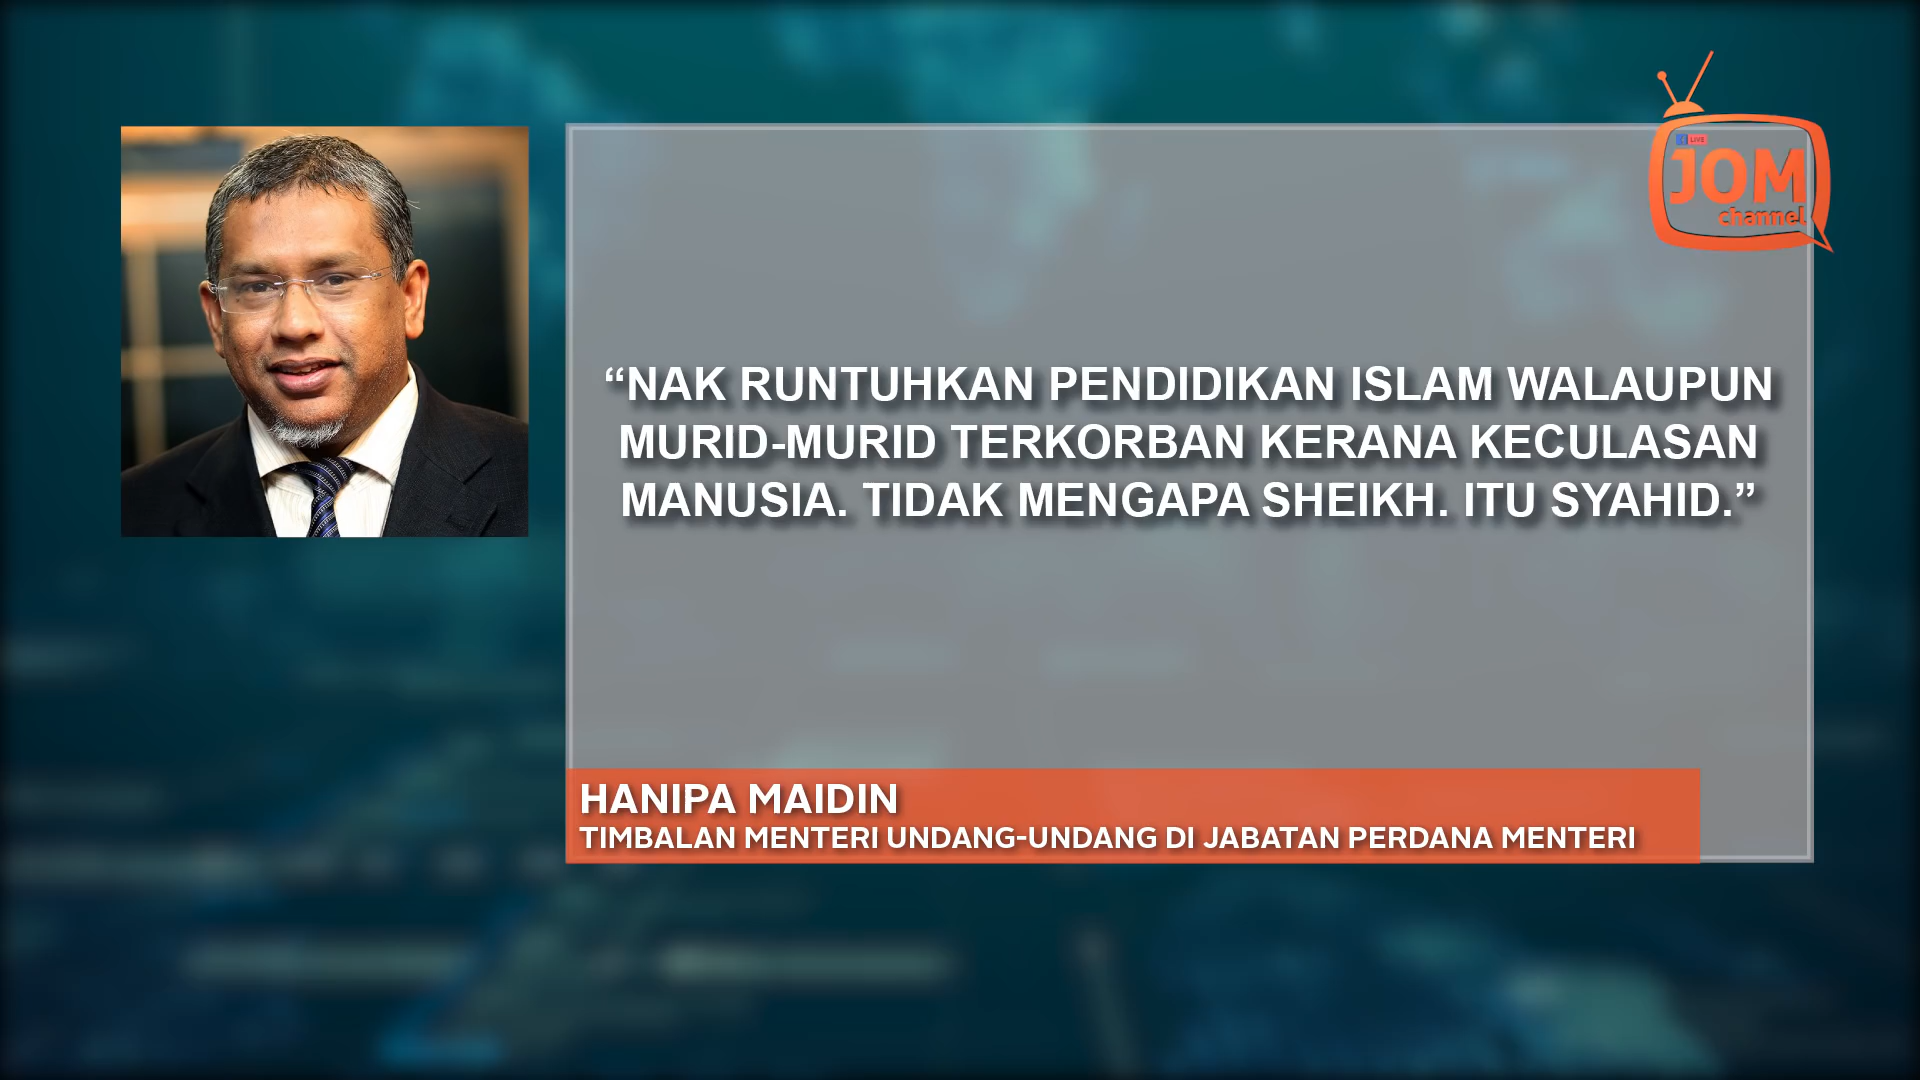 LIVE
JOM
channel
“NAK RUNTUHKAN PENDIDIKAN ISLAM WALAUPUN
MURID-MURID TERKORBAN KERANA KECULASAN
MANUSIA. TIDAK MENGAPA SHEIKH. ITU SYAHID.”
HANIPA MAIDIN
TIMBALAN MENTERI UNDANG-UNDANG DI JABATAN PERDANA MENTERI